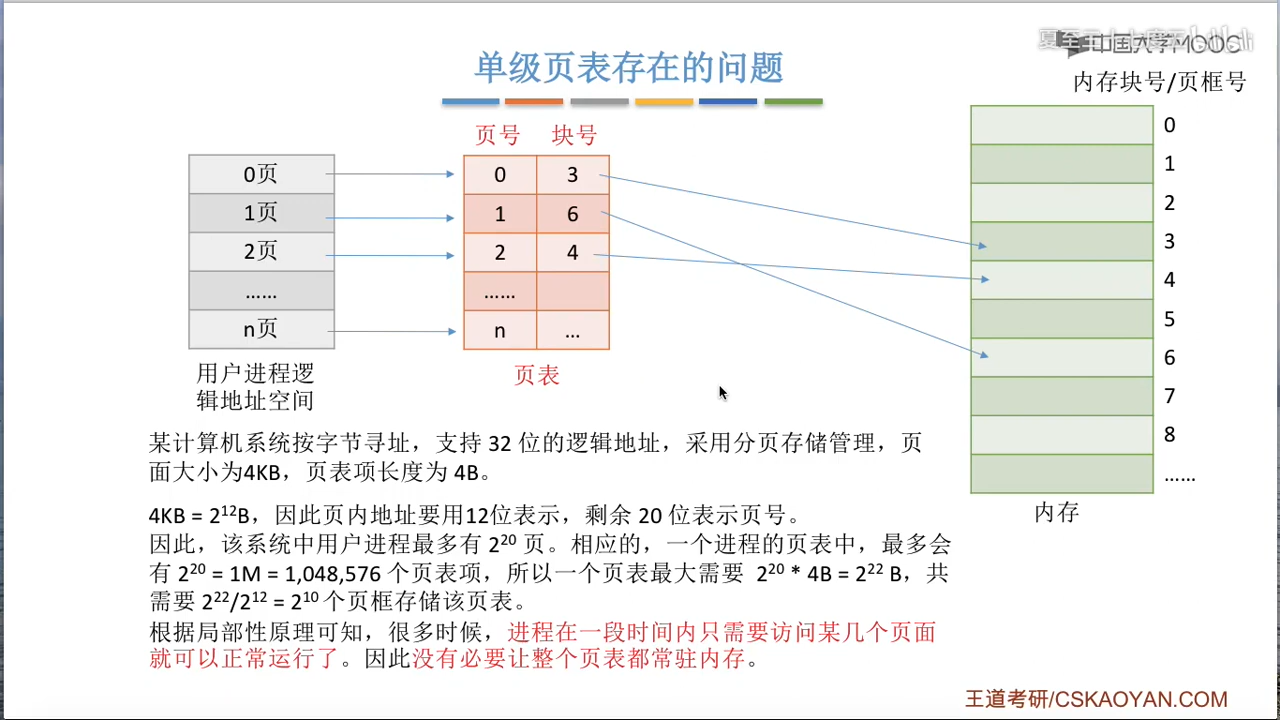 单级页表存在的问题
中国大学MOOC
内存块号/页框号
页号 块号
0页
1页
2页
……
n页
用户进程逻
辑地址空间
0 3
1 6
2 4
……
n …
页表
0
1
2
3
4
5
6
7
8
……
内存
某计算机系统按字节寻址，支持 32 位的逻辑地址，采用分页存储管理，页
面大小为4KB，页表项长度为 4B。
4KB = 2¹²B，因此页内地址要用12位表示，剩余 20 位表示页号。
因此，该系统中用户进程最多有 2²⁰ 页。相应的，一个进程的页表中，最多会
有 2²⁰ = 1M = 1,048,576 个页表项，所以一个页表最大需要 2²⁰ * 4B = 2²² B，共
需要 2²²/2¹² = 2¹⁰ 个页框存储该页表。
根据局部性原理可知，很多时候，进程在一段时间内只需要访问某几个页面
就可以正常运行了。因此没有必要让整个页表都常驻内存。
王道考研/CSKAOYAN.COM